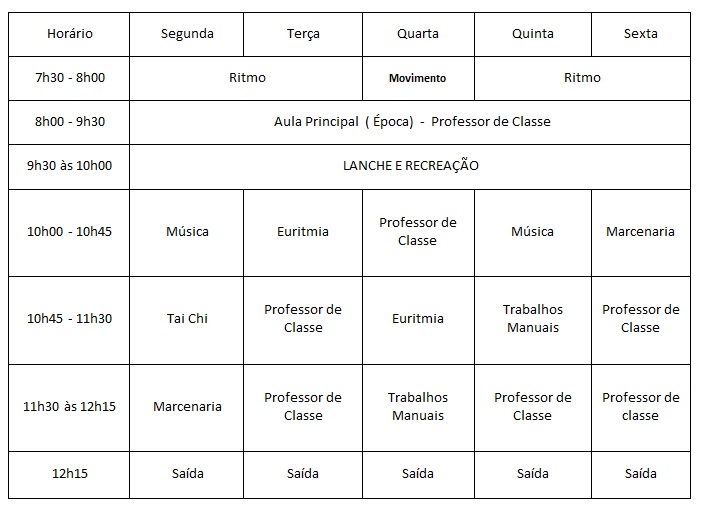 Horário Segunda Terça Quarta Quinta Sexta
7h30 - 8h00 Ritmo Movimento Ritmo
8h00 - 9h30 Aula Principal ( Época) - Professor de Classe
9h30 às 10h00 LANCHE E RECREAÇÃO
10h00 - 10h45 Música Euritmia Professor de Classe Música Marcenaria
10h45 - 11h30 Tai Chi Professor de Classe Euritmia Trabalhos Manuais Professor de Classe
11h30 às 12h15 Marcenaria Professor de Classe Trabalhos Manuais Professor de Classe Professor de classe
12h15 Saída Saída Saída Saída Saída